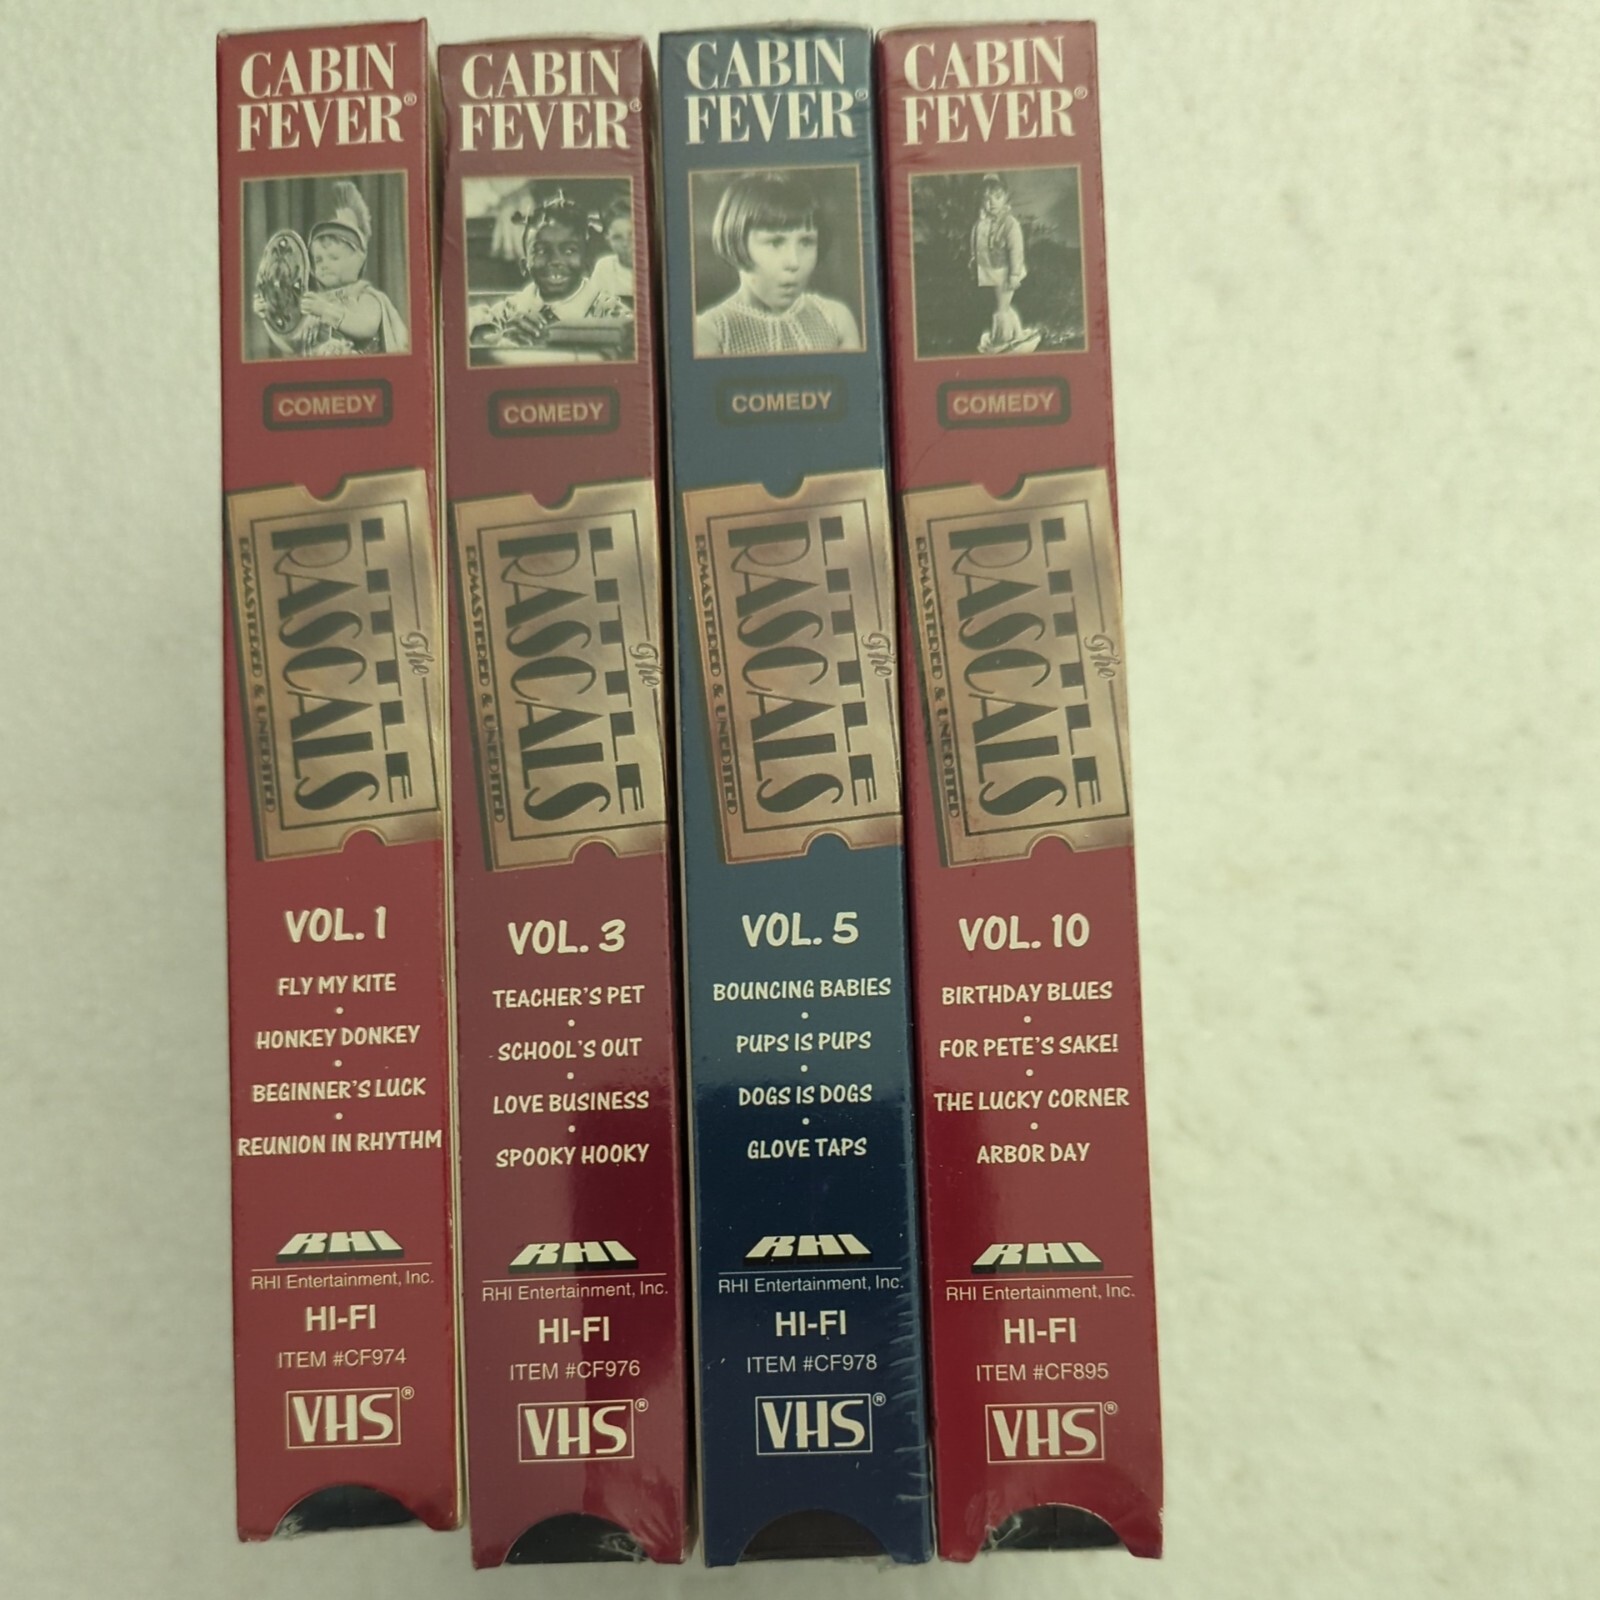 CABIN
FEVER®
COMEDY
The
LITTLE
RASCALS
REMASTERED & UNEDITED
VOL. 1
FLY MY KITE
•
HONKEY DONKEY
•
BEGINNER'S LUCK
•
REUNION IN RHYTHM
RHI
RHI Entertainment, Inc.
HI-FI
ITEM #CF974
VHS®
CABIN
FEVER®
COMEDY
The
LITTLE
RASCALS
REMASTERED & UNEDITED
VOL. 3
TEACHER'S PET
•
SCHOOL'S OUT
•
LOVE BUSINESS
•
SPOOKY HOOKY
RHI
RHI Entertainment, Inc.
HI-FI
ITEM #CF976
VHS®
CABIN
FEVER®
COMEDY
The
LITTLE
RASCALS
REMASTERED & UNEDITED
VOL. 5
BOUNCING BABIES
•
PUPS IS PUPS
•
DOGS IS DOGS
•
GLOVE TAPS
RHI
RHI Entertainment, Inc.
HI-FI
ITEM #CF978
VHS®
CABIN
FEVER®
COMEDY
The
LITTLE
RASCALS
REMASTERED & UNEDITED
VOL. 10
BIRTHDAY BLUES
•
FOR PETE'S SAKE!
•
THE LUCKY CORNER
•
ARBOR DAY
RHI
RHI Entertainment, Inc.
HI-FI
ITEM #CF895
VHS®